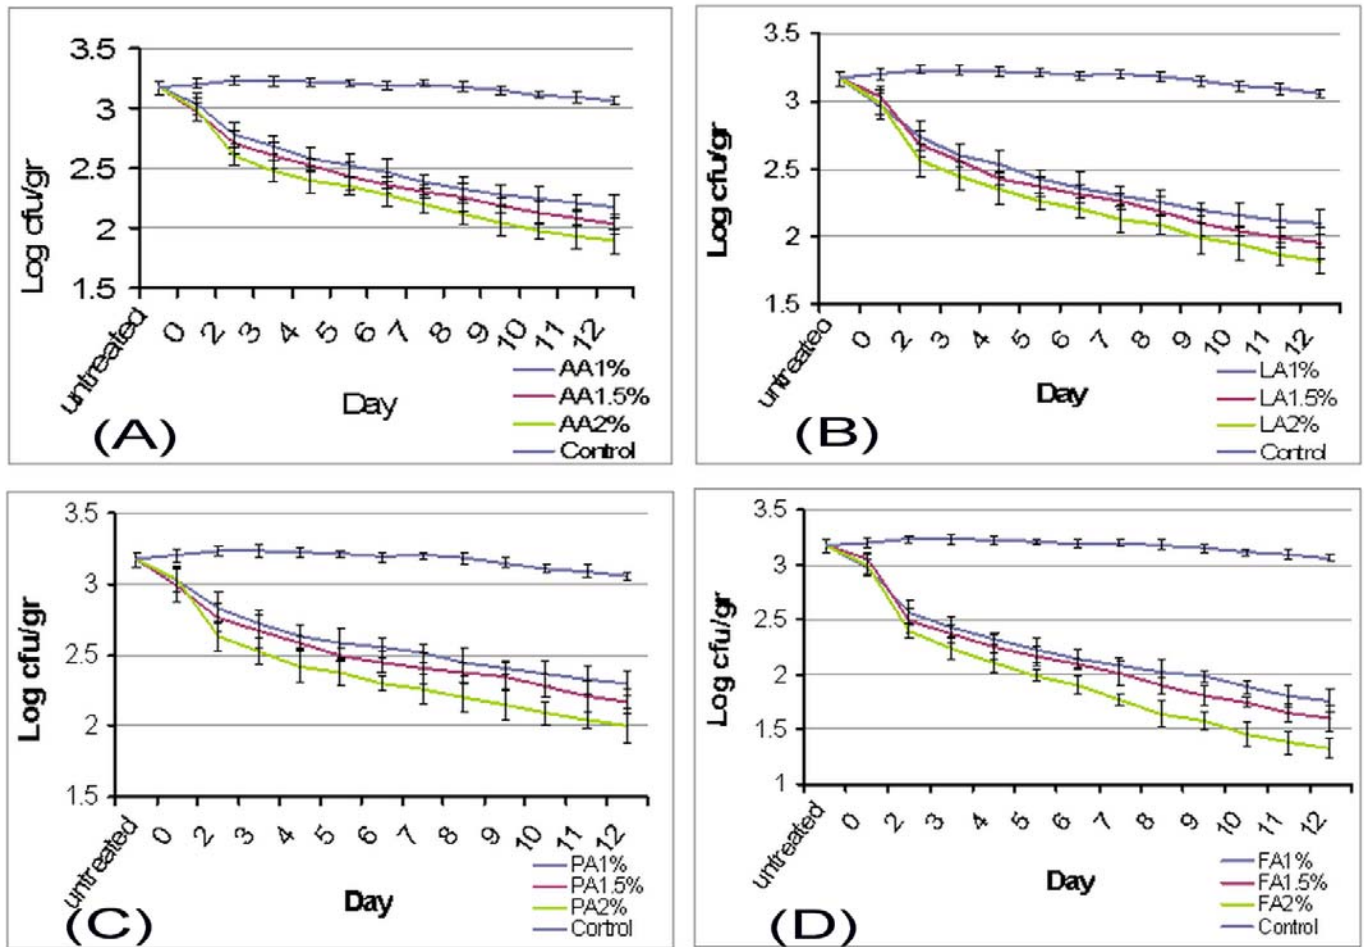 3.5
3
2.5
2
1.5
Log cfu/gr
untreated 0 2 3 4 5 6 7 8 9 10 11 12
Day
AA1%
AA1.5%
AA2%
Control
(A)
3.5
3
2.5
2
1.5
Log cfu/gr
untreated 0 2 3 4 5 6 7 8 9 10 11 12
Day
LA1%
LA1.5%
LA2%
Control
(B)
3.5
3
2.5
2
1.5
Log cfu/gr
untreated 0 2 3 4 5 6 7 8 9 10 11 12
Day
PA1%
PA1.5%
PA2%
Control
(C)
3.5
3
2.5
2
1.5
1
Log cfu/gr
untreated 0 2 3 4 5 6 7 8 9 10 11 12
Day
FA1%
FA1.5%
FA2%
Control
(D)